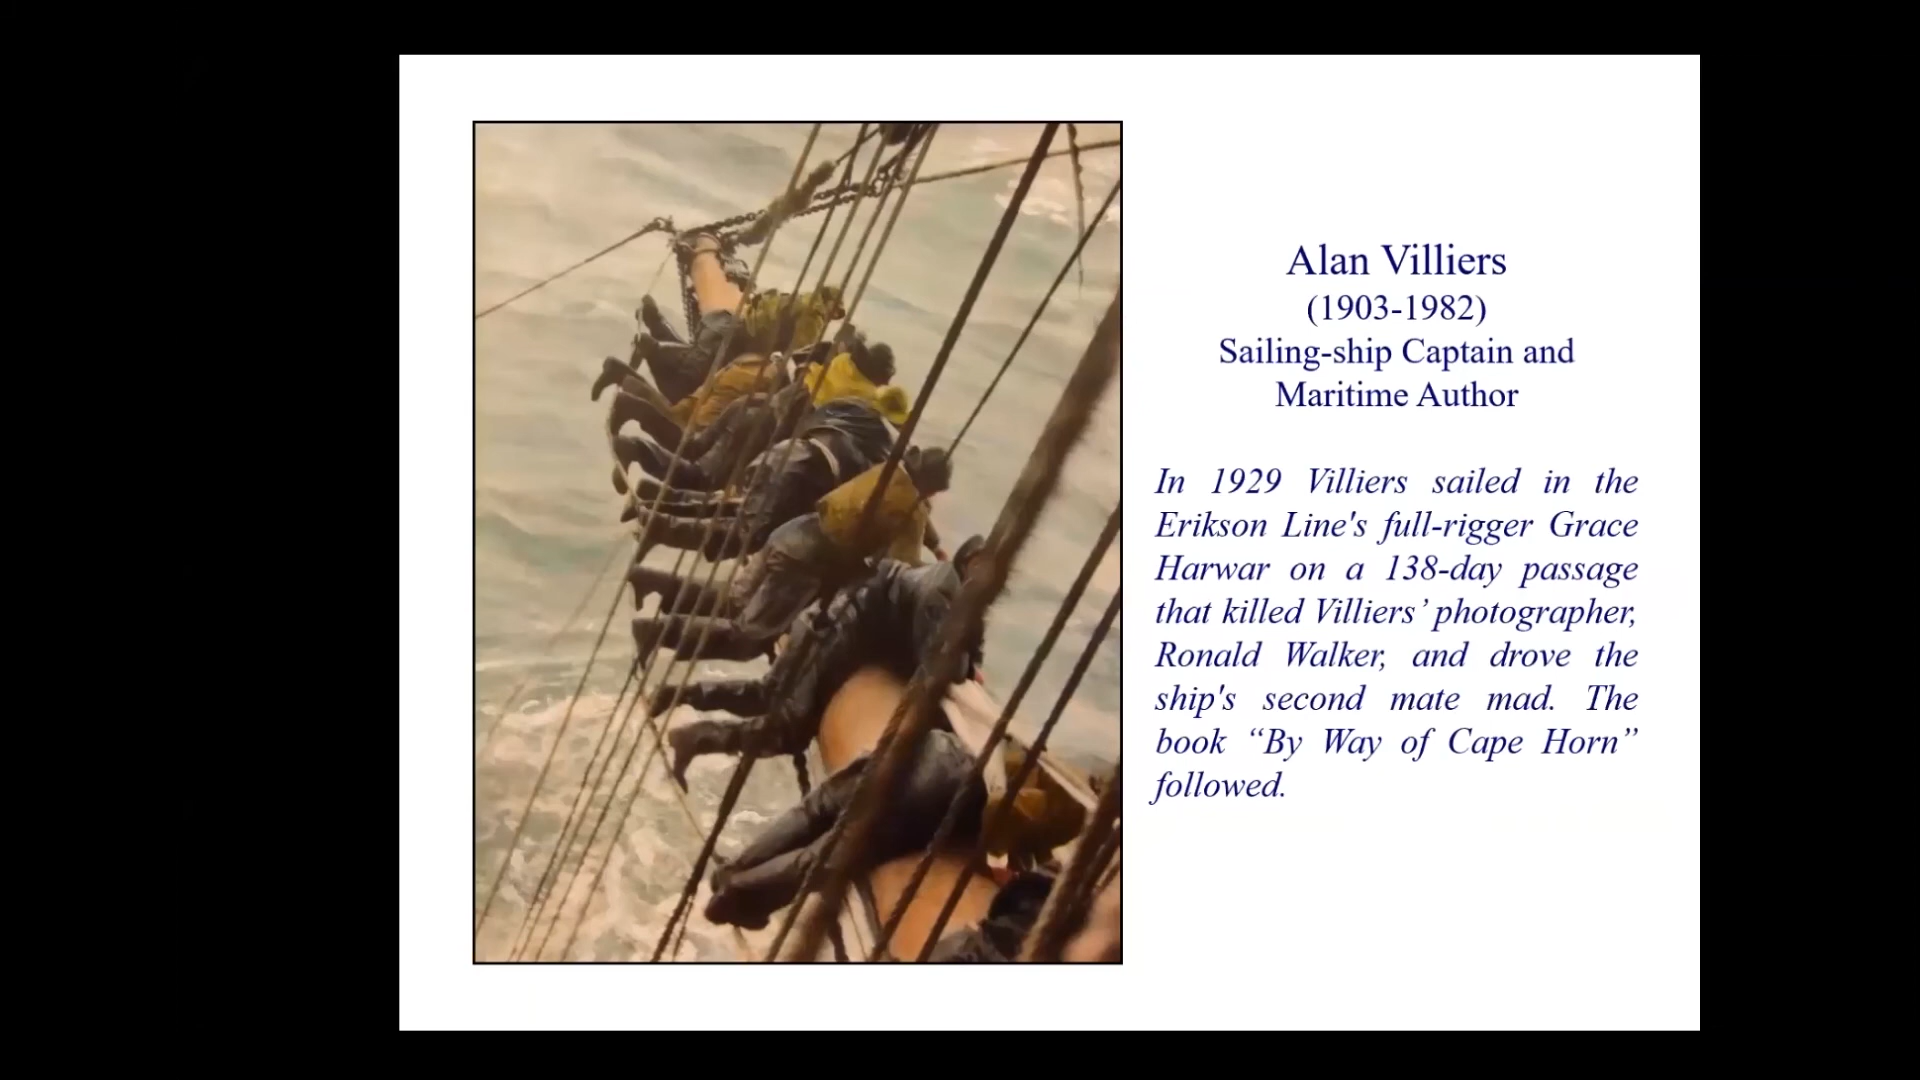 Alan Villiers
(1903-1982)
Sailing-ship Captain and
Maritime Author
In 1929 Villiers sailed in the
Erikson Line's full-rigger Grace
Harwar on a 138-day passage
that killed Villiers’ photographer,
Ronald Walker, and drove the
ship's second mate mad. The
book “By Way of Cape Horn”
followed.